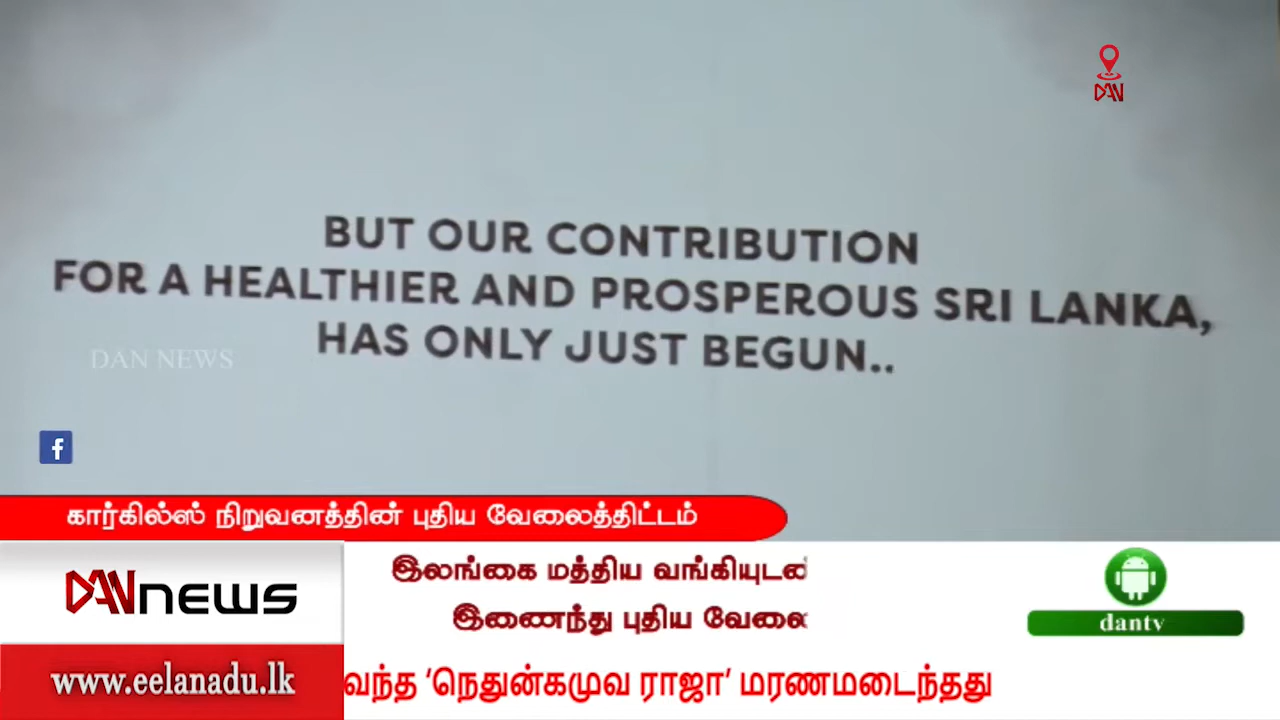 DAN
BUT OUR CONTRIBUTION
FOR A HEALTHIER AND PROSPEROUS SRI LANKA,
HAS ONLY JUST BEGUN..
DAN NEWS
f
கார்கில்ஸ் நிறுவனத்தின் புதிய வேலைத்திட்டம்
இலங்கை மத்திய வங்கியுடன்
இணைந்து புதிய வேலை
DAN news
dantv
www.eelanadu.lk
வந்த ‘நெதுன்கமுவ ராஜா’ மரணமடைந்தது